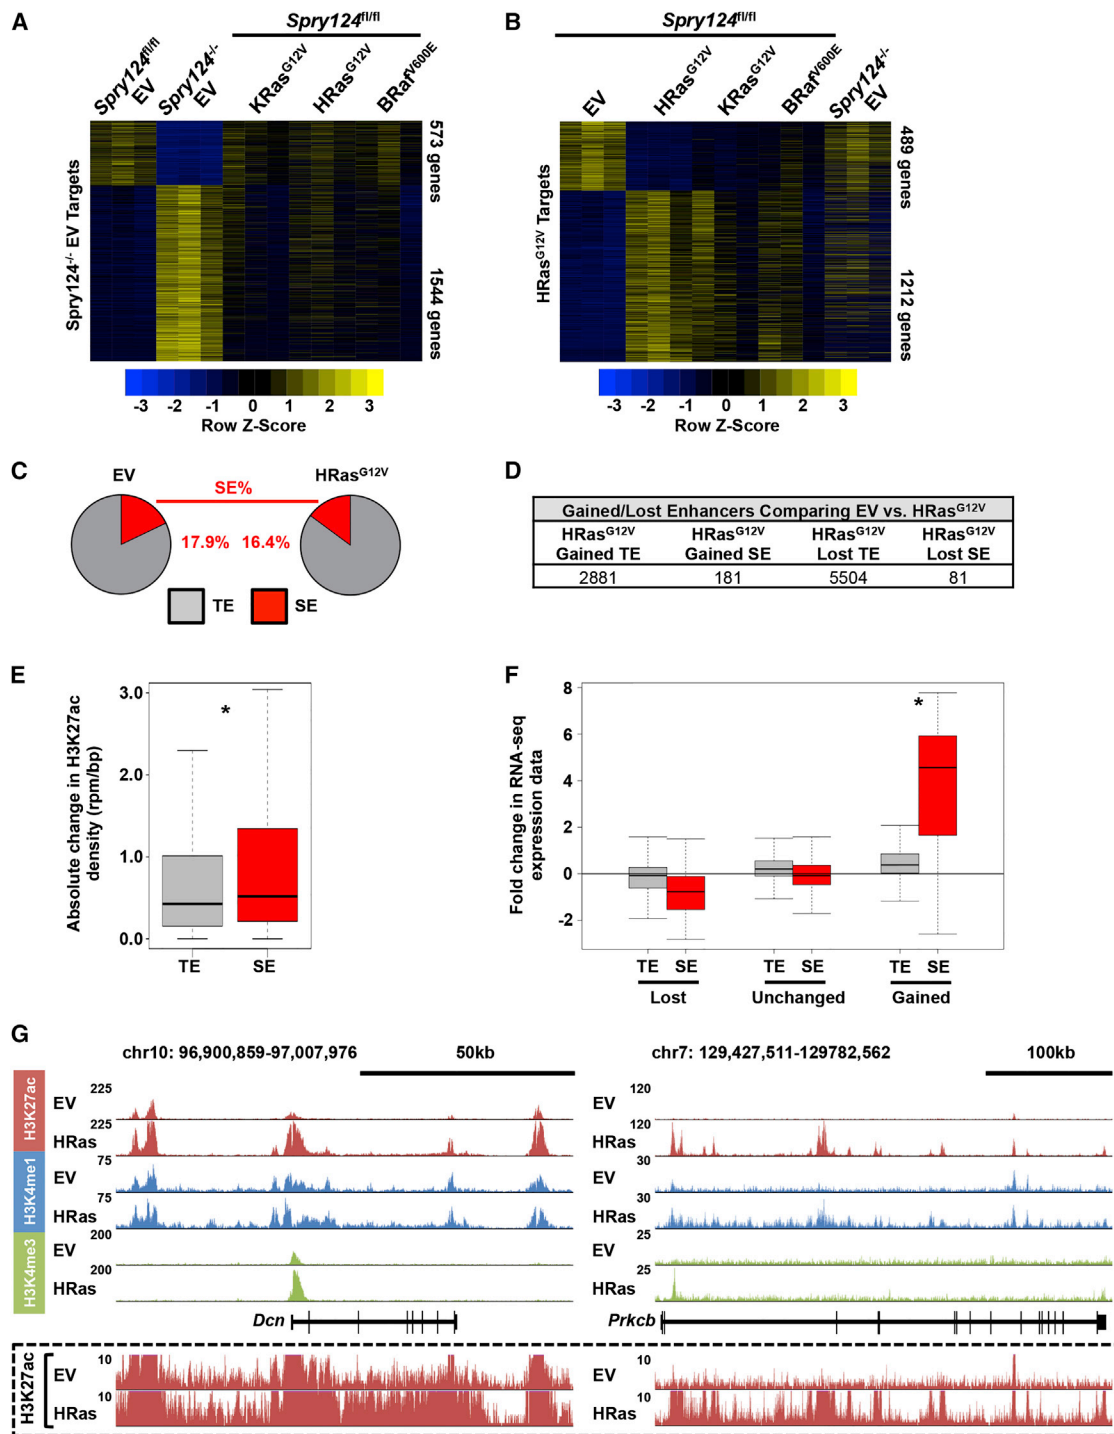 A
Spry124fl/fl
Spry124fl/fl EV
Spry124-/- EV
KRasG12V
HRasG12V
BRafV600E
Spry124-/- EV Targets
573 genes
1544 genes
-3 -2 -1 0 1 2 3
Row Z-Score
B
Spry124fl/fl
EV
HRasG12V
KRasG12V
BRafV600E
Spry124-/- EV
HRasG12V Targets
489 genes
1212 genes
-3 -2 -1 0 1 2 3
Row Z-Score
C
EV
HRasG12V
SE%
17.9% 16.4%
TE SE
D
Gained/Lost Enhancers Comparing EV vs. HRasG12V
HRasG12V HRasG12V HRasG12V HRasG12V
Gained TE Gained SE Lost TE Lost SE
2881 181 5504 81
E
Absolute change in H3K27ac
density (rpm/bp)
3.0
2.0
1.0
0.0
*
TE SE
F
Fold change in RNA-seq
expression data
8
6
4
2
0
-2
*
TE SE TE SE TE SE
Lost Unchanged Gained
G
chr10: 96,900,859-97,007,976 50kb
chr7: 129,427,511-129782,562 100kb
H3K27ac
H3K4me1
H3K4me3
225
EV
225
HRas
75
EV
75
HRas
200
EV
200
HRas
Dcn
120
EV
120
HRas
30
EV
30
HRas
25
EV
25
HRas
Prkcb
H3K27ac
10
EV
10
HRas
10
EV
10
HRas